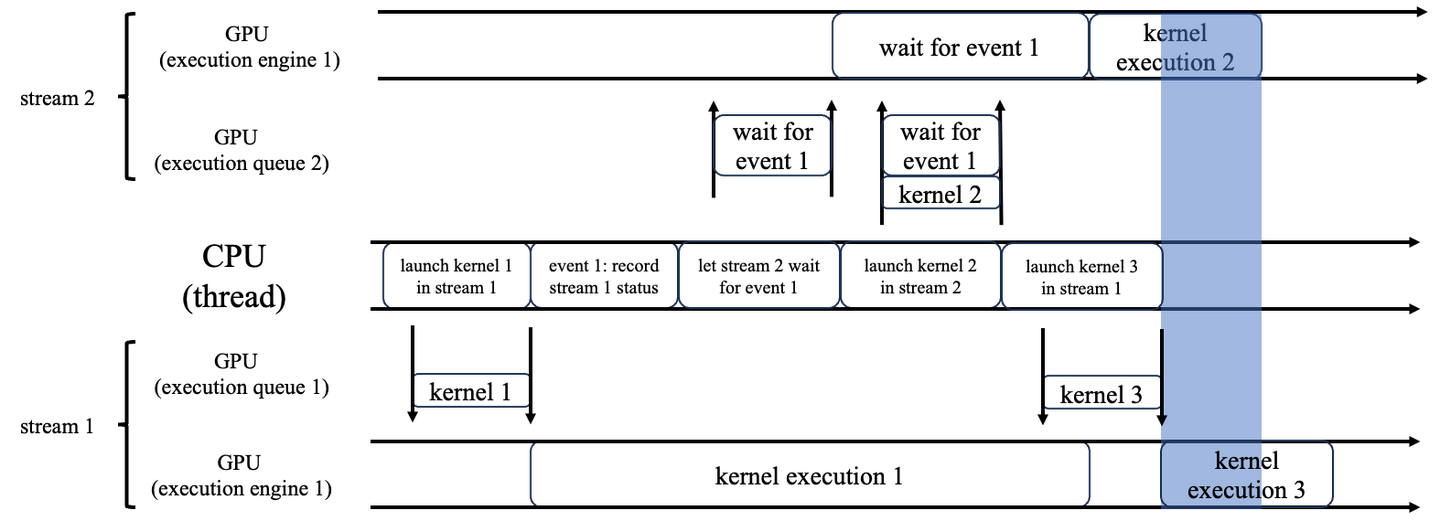 GPU
(execution engine 1)
wait for event 1
kernel
execution 2
stream 2
GPU
(execution queue 2)
wait for
event 1
wait for
event 1
kernel 2
CPU
(thread)
launch kernel 1
in stream 1
event 1: record
stream 1 status
let stream 2 wait
for event 1
launch kernel 2
in stream 2
launch kernel 3
in stream 1
GPU
(execution queue 1)
kernel 1
kernel 3
stream 1
GPU
(execution engine 1)
kernel execution 1
kernel
execution 3